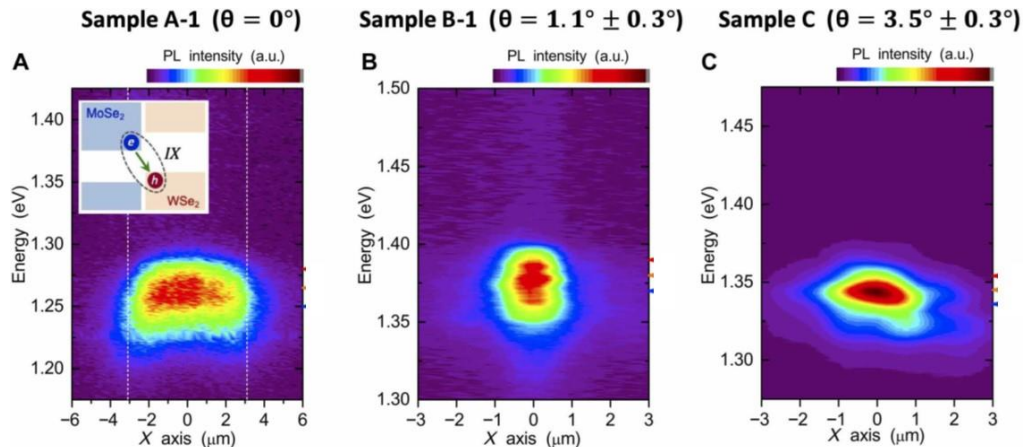 Sample A-1 (θ = 0°)
Sample B-1 (θ = 1.1° ± 0.3°)
Sample C (θ = 3.5° ± 0.3°)
A
PL intensity (a.u.)
MoSe₂
e
IX
h
WSe₂
Energy (eV)
1.40
1.35
1.30
1.25
1.20
−6 −4 −2 0 2 4 6
X axis (μm)
B
PL intensity (a.u.)
Energy (eV)
1.50
1.45
1.40
1.35
1.30
−3 −2 −1 0 1 2 3
X axis (μm)
C
PL intensity (a.u.)
Energy (eV)
1.45
1.40
1.35
1.30
−3 −2 −1 0 1 2 3
X axis (μm)